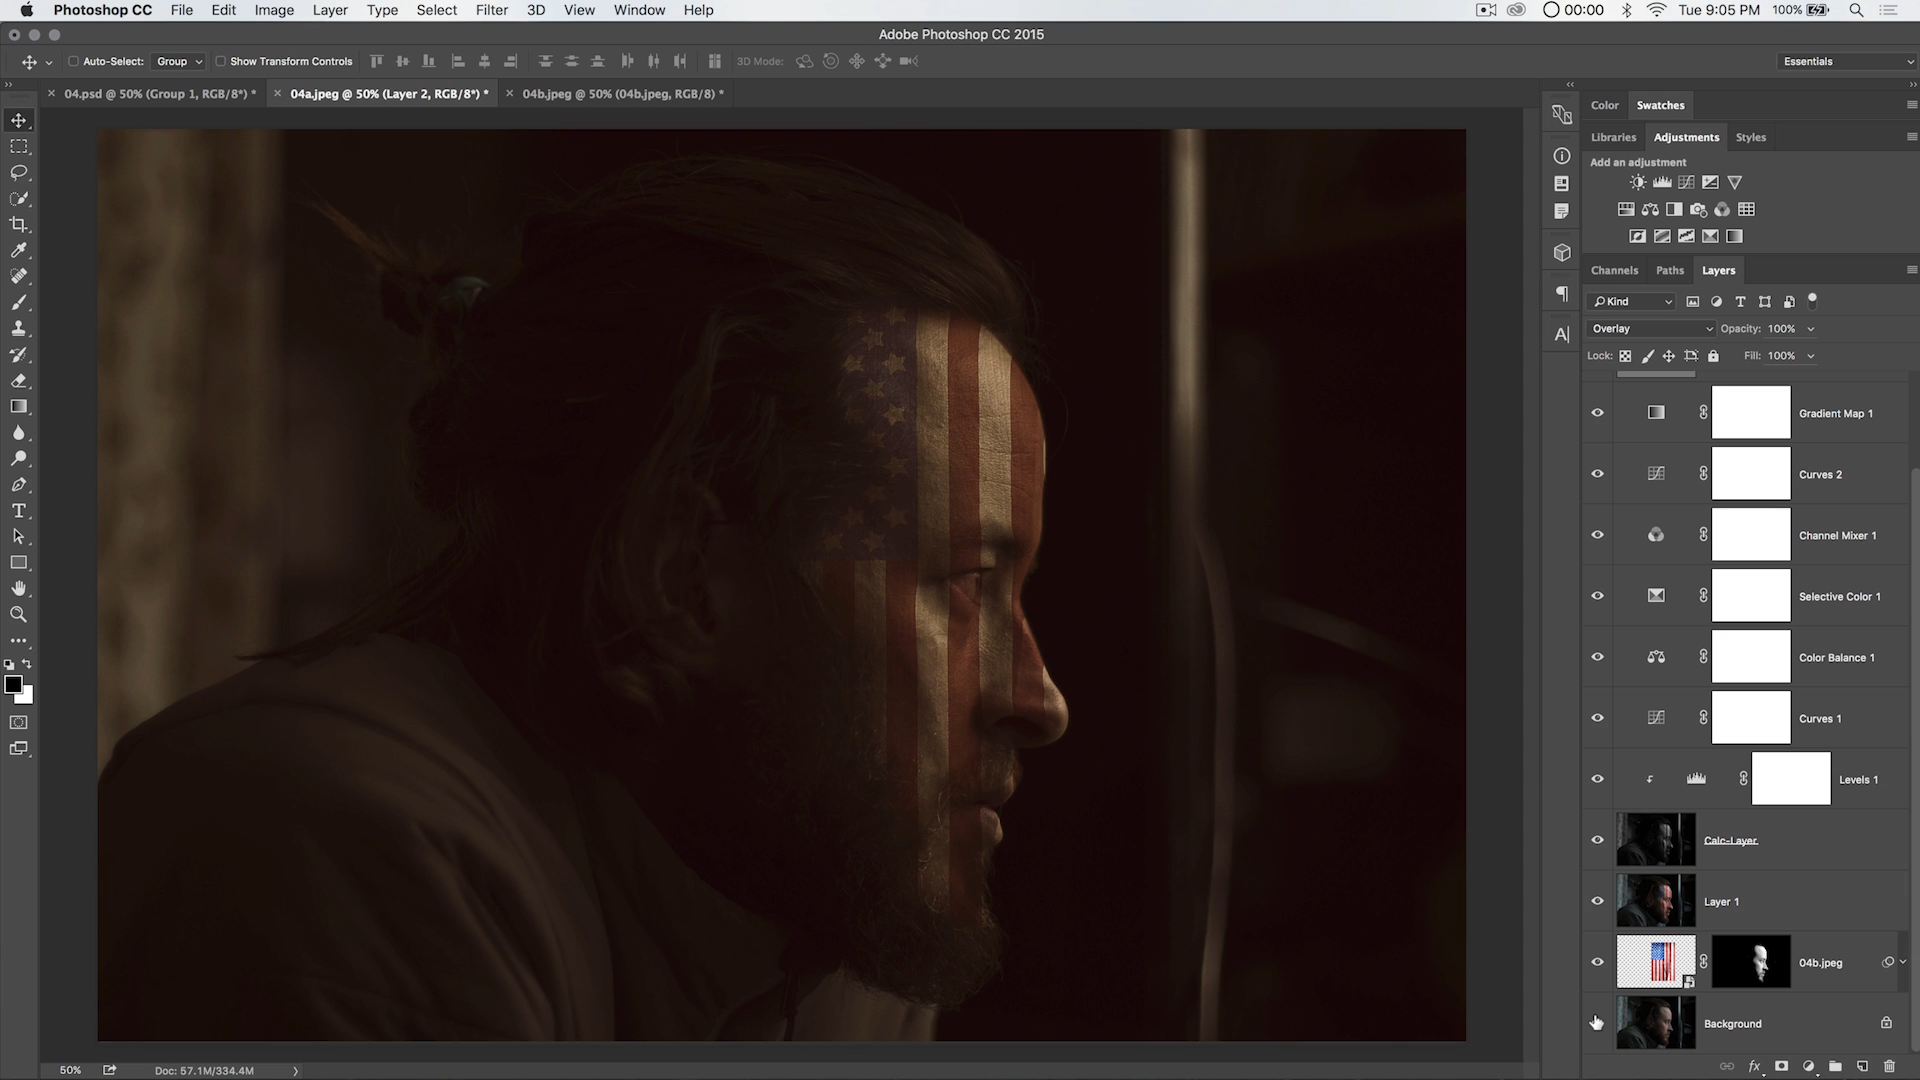 Photoshop CC File Edit Image Layer Type Select Filter 3D View Window Help 00:00 Tue 9:05 PM 100%
Adobe Photoshop CC 2015
Auto-Select: Group Show Transform Controls 3D Mode: Essentials
04.psd @ 50% (Group 1, RGB/8*) * 04a.jpeg @ 50% (Layer 2, RGB/8*) * 04b.jpeg @ 50% (04b.jpeg, RGB/8) *
Color Swatches
Libraries Adjustments Styles
Add an adjustment
Channels Paths Layers
Kind
Overlay Opacity: 100%
Lock: Fill: 100%
Gradient Map 1
Curves 2
Channel Mixer 1
Selective Color 1
Color Balance 1
Curves 1
Levels 1
Calc-Layer
Layer 1
04b.jpeg
Background
50% Doc: 57.1M/334.4M